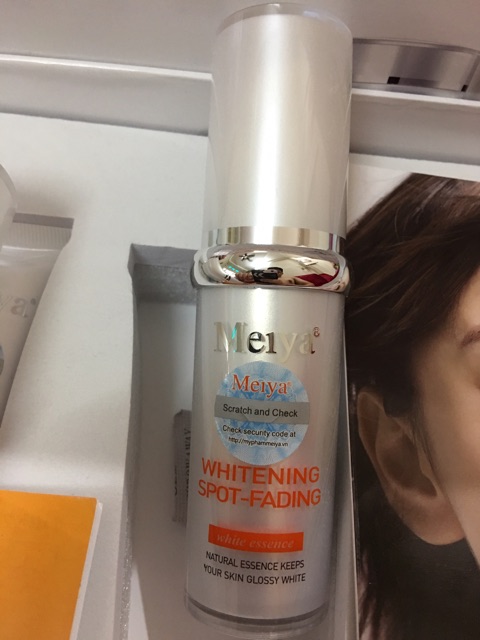 Meiya®
Meiya
Scratch and Check
Check security code at
http://myphammeiya.vn
WHITENING
SPOT-FADING
white essence
NATURAL ESSENCE KEEPS
YOUR SKIN GLOSSY WHITE